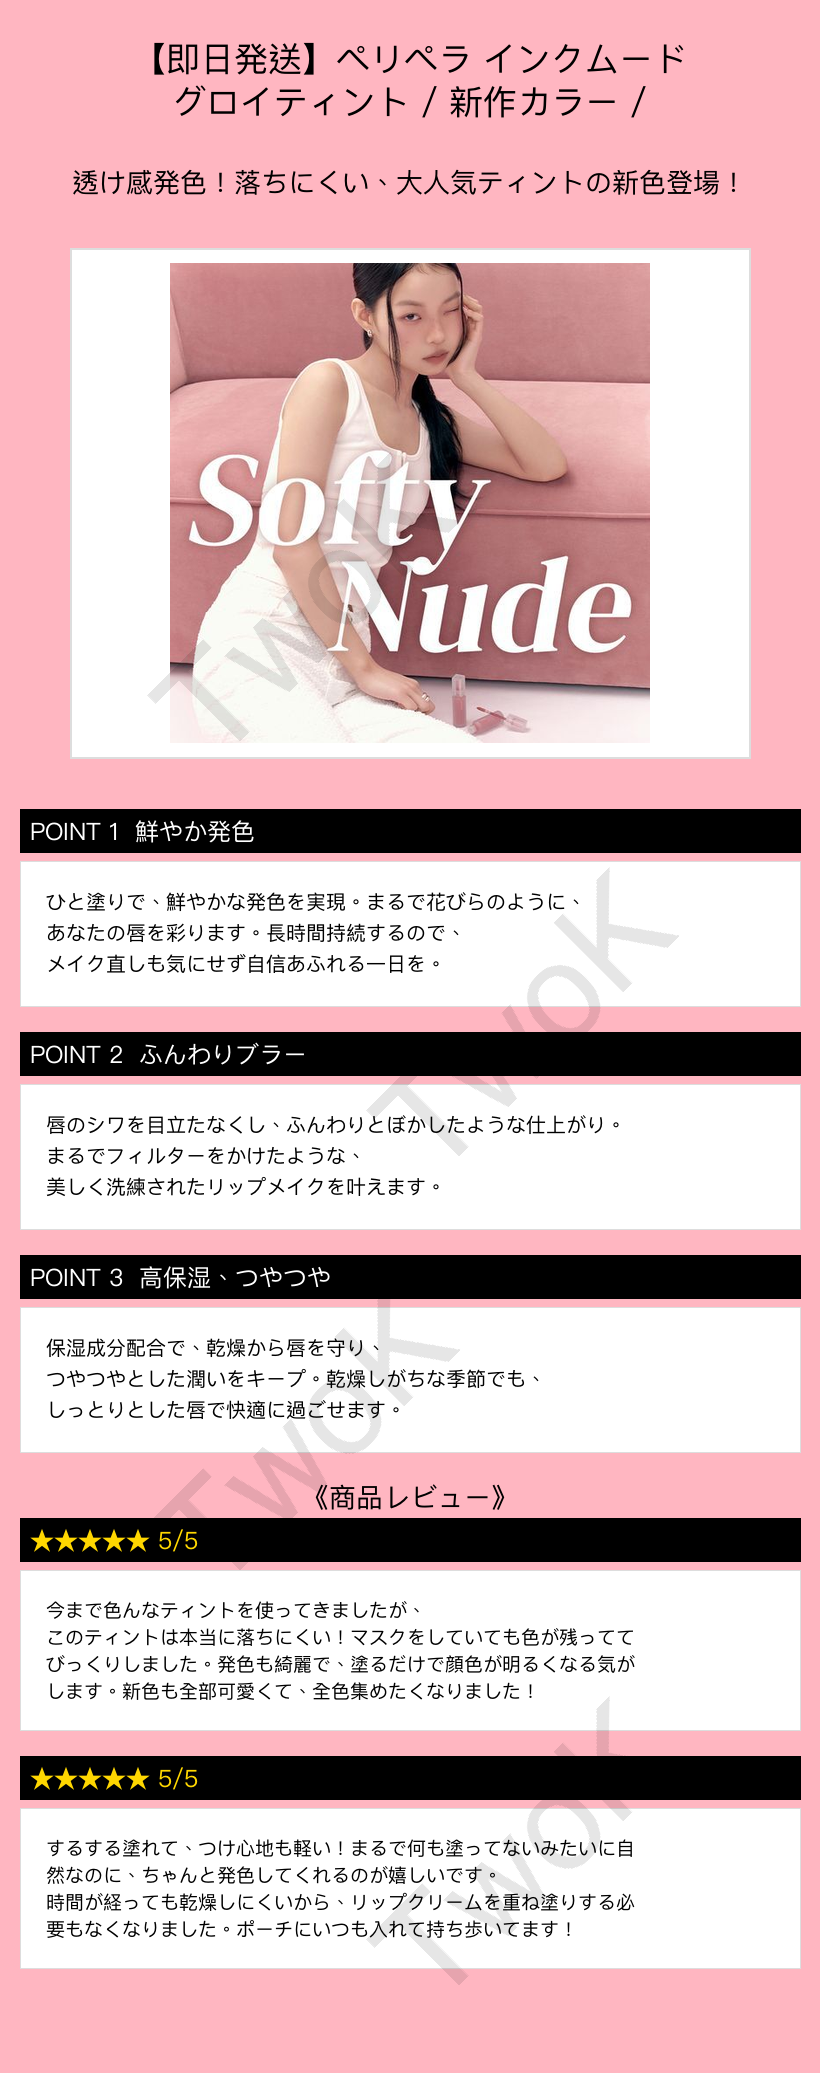 【即日発送】ペリペラ インクムード
グロイティント / 新作カラー /
透け感発色！落ちにくい、大人気ティントの新色登場！
Softy
Nude
TwoK
POINT 1 鮮やか発色
ひと塗りで、鮮やかな発色を実現。まるで花びらのように、
あなたの唇を彩ります。長時間持続するので、
メイク直しも気にせず自信あふれる一日を。
TwoK
POINT 2 ふんわりブラー
唇のシワを目立たなくし、ふんわりとぼかしたような仕上がり。
まるでフィルターをかけたような、
美しく洗練されたリップメイクを叶えます。
POINT 3 高保湿、つやつや
保湿成分配合で、乾燥から唇を守り、
つやつやとした潤いをキープ。乾燥しがちな季節でも、
しっとりとした唇で快適に過ごせます。
TwoK
《商品レビュー》
★★★★★ 5/5
今まで色んなティントを使ってきましたが、
このティントは本当に落ちにくい！マスクをしていても色が残ってて
びっくりしました。発色も綺麗で、塗るだけで顔色が明るくなる気が
します。新色も全部可愛くて、全色集めたくなりました！
★★★★★ 5/5
するする塗れて、つけ心地も軽い！まるで何も塗ってないみたいに自
然なのに、ちゃんと発色してくれるのが嬉しいです。
時間が経っても乾燥しにくいから、リップクリームを重ね塗りする必
要もなくなりました。ポーチにいつも入れて持ち歩いてます！
TwoK